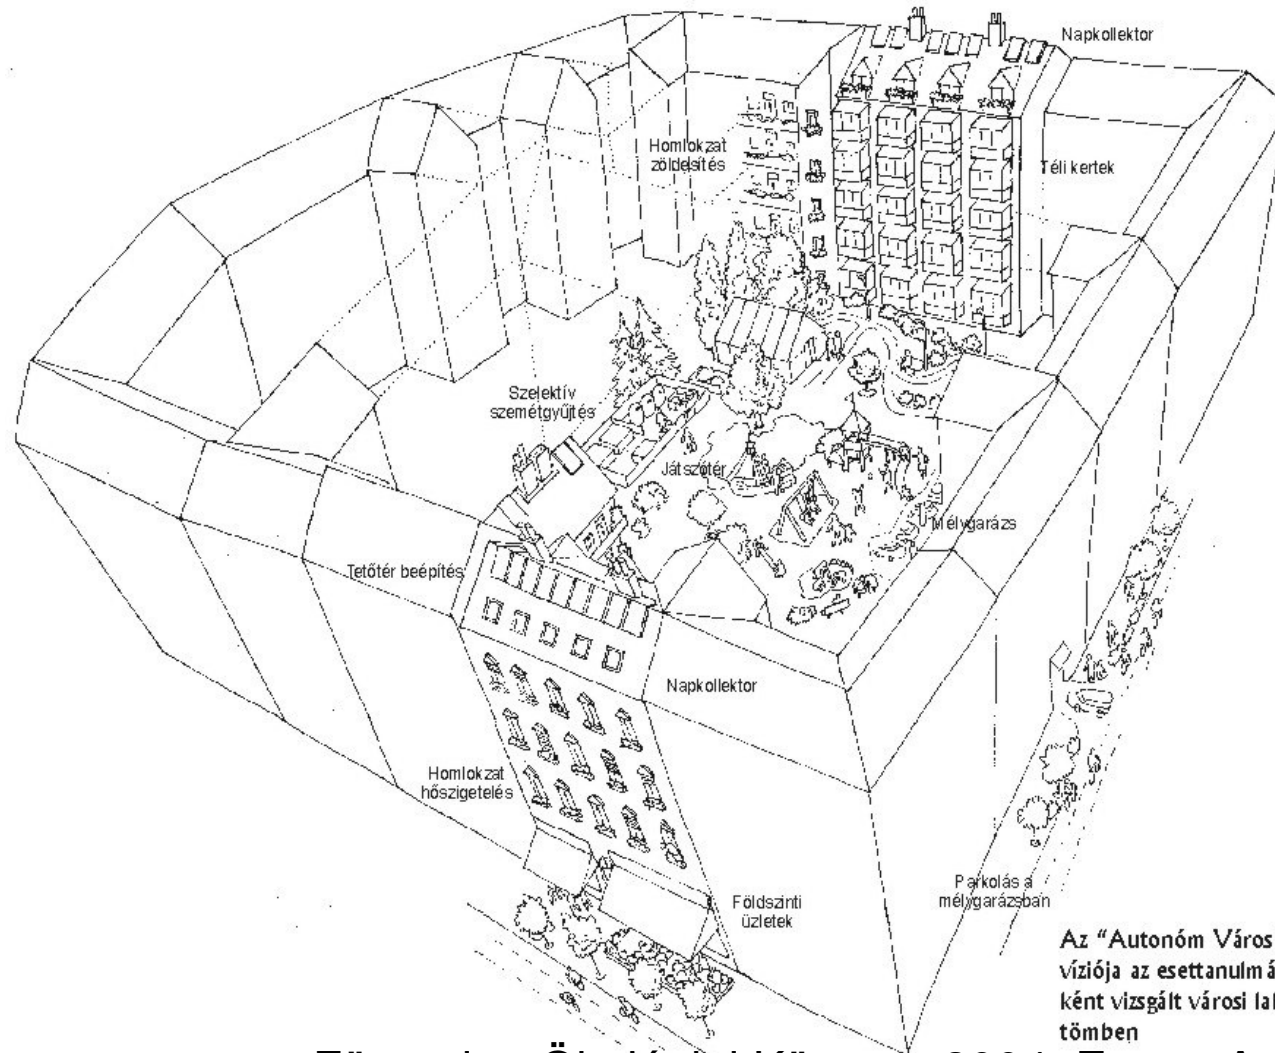 Napkollektor
Homlokzat
zöldesítés
Téli kertek
Szelektív
szemétgyűjtés
Játszótér
Mélygarázs
Tetőtér beépítés
Napkollektor
Homlokzat
hőszigetelés
Földszinti
üzletek
Parkolás a
mélygarázsban
Az "Autonóm Város
víziója az esettanulmá
ként vizsgált városi lal
tömben